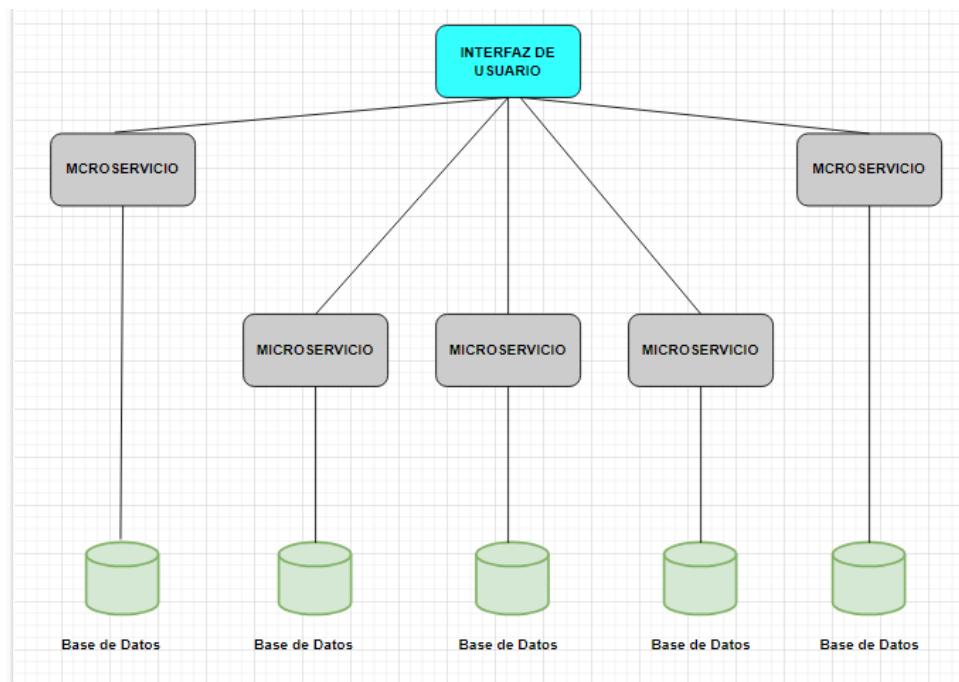 INTERFAZ DE
USUARIO
MCROSERVICIO
MCROSERVICIO
MICROSERVICIO
MICROSERVICIO
MICROSERVICIO
Base de Datos
Base de Datos
Base de Datos
Base de Datos
Base de Datos